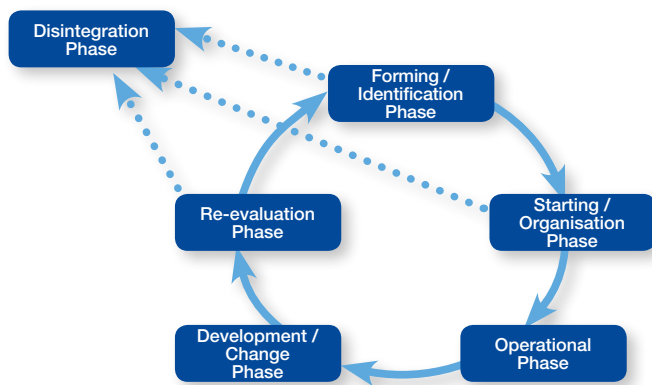 Disintegration
Phase
Forming /
Identification
Phase
Re-evaluation
Phase
Starting /
Organisation
Phase
Development /
Change
Phase
Operational
Phase